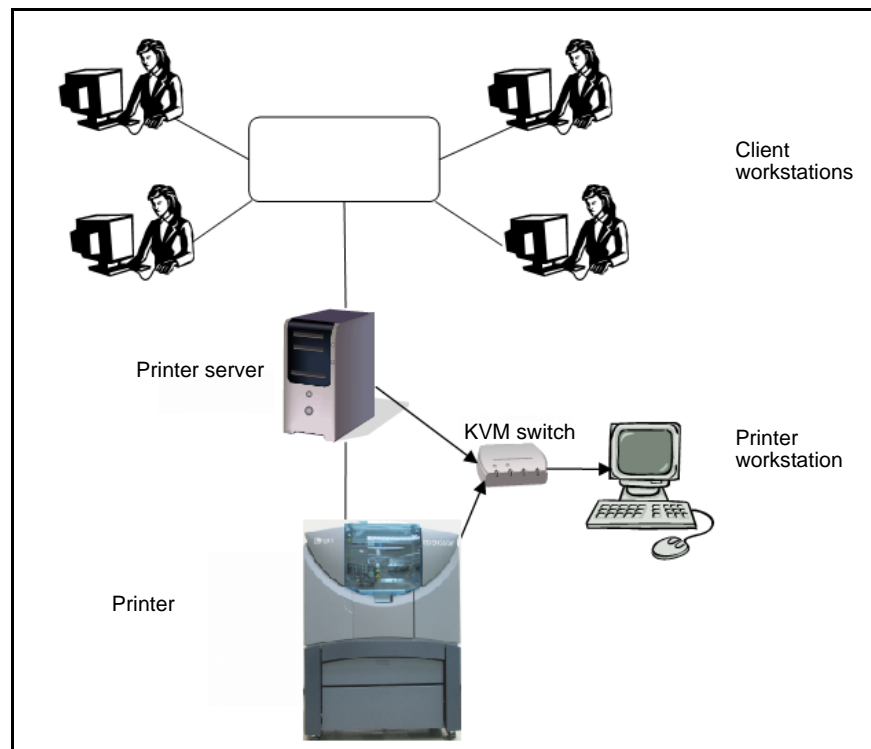 Client
workstations
Printer server
KVM switch
Printer
workstation
Printer